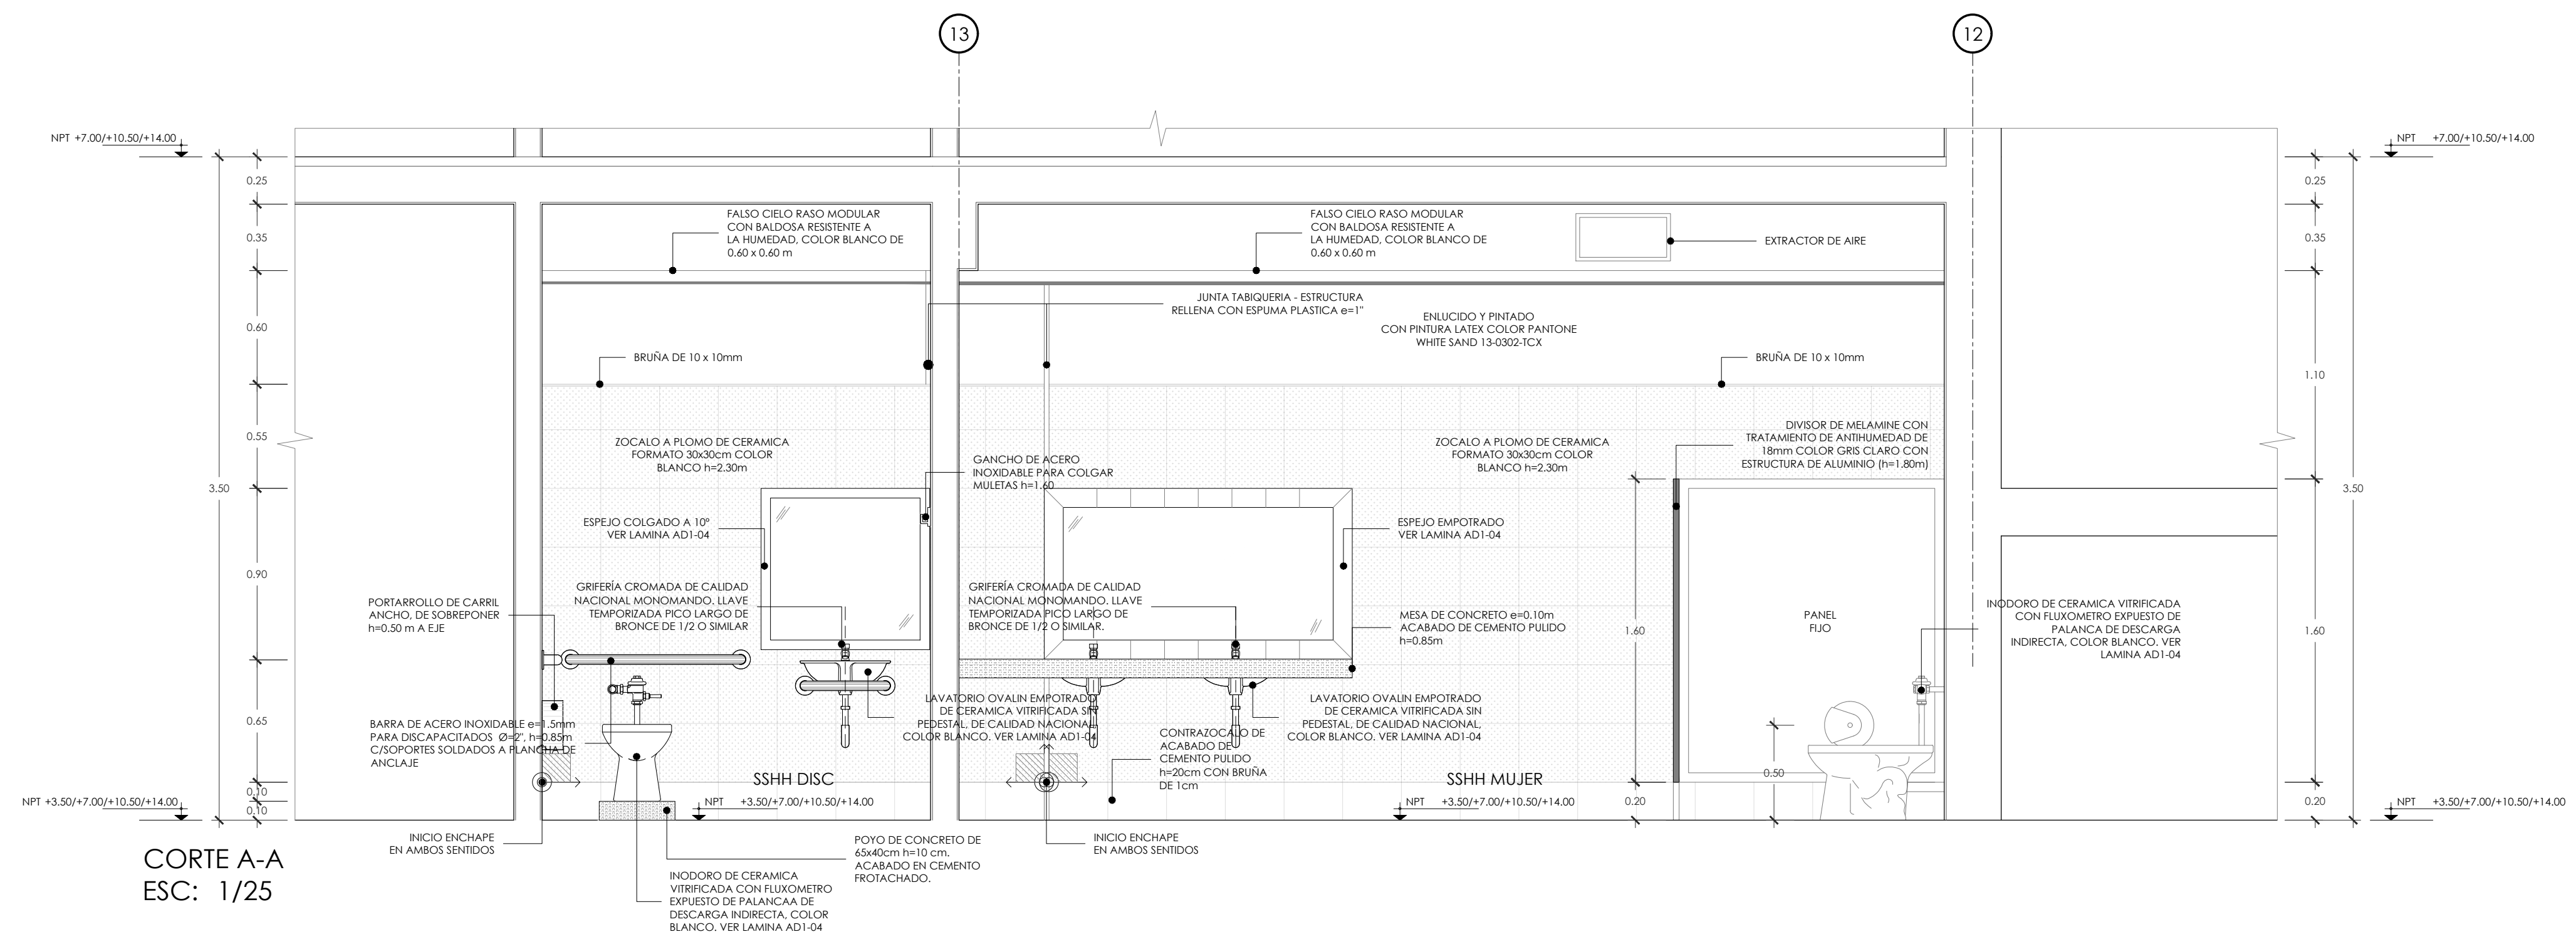 13
12
NPT +7.00/+10.50/+14.00
NPT +7.00/+10.50/+14.00
0.25
0.35
0.60
0.55
0.90
0.65
0.10
0.10
3.50
FALSO CIELO RASO MODULAR
CON BALDOSA RESISTENTE A
LA HUMEDAD, COLOR BLANCO DE
0.60 x 0.60 m
FALSO CIELO RASO MODULAR
CON BALDOSA RESISTENTE A
LA HUMEDAD, COLOR BLANCO DE
0.60 x 0.60 m
EXTRACTOR DE AIRE
0.25
0.35
1.10
1.60
0.20
3.50
JUNTA TABIQUERIA - ESTRUCTURA
RELLENA CON ESPUMA PLASTICA e=1"
ENLUCIDO Y PINTADO
CON PINTURA LATEX COLOR PANTONE
WHITE SAND 13-0302-TCX
BRUÑA DE 10 x 10mm
BRUÑA DE 10 x 10mm
ZOCALO A PLOMO DE CERAMICA
FORMATO 30x30cm COLOR
BLANCO h=2.30m
GANCHO DE ACERO
INOXIDABLE PARA COLGAR
MULETAS h=1.60
ZOCALO A PLOMO DE CERAMICA
FORMATO 30x30cm COLOR
BLANCO h=2.30m
DIVISOR DE MELAMINE CON
TRATAMIENTO DE ANTIHUMEDAD DE
18mm COLOR GRIS CLARO CON
ESTRUCTURA DE ALUMINIO (h=1.80m)
ESPEJO COLGADO A 10º
VER LAMINA AD1-04
ESPEJO EMPOTRADO
VER LAMINA AD1-04
PORTARROLLO DE CARRIL
ANCHO, DE SOBREPONER
h=0.50 m A EJE
GRIFERÍA CROMADA DE CALIDAD
NACIONAL MONOMANDO. LLAVE
TEMPORIZADA PICO LARGO DE
BRONCE DE 1/2 O SIMILAR
GRIFERÍA CROMADA DE CALIDAD
NACIONAL MONOMANDO. LLAVE
TEMPORIZADA PICO LARGO DE
BRONCE DE 1/2 O SIMILAR.
MESA DE CONCRETO e=0.10m
ACABADO DE CEMENTO PULIDO
h=0.85m
1.60
0.20
PANEL
FIJO
INODORO DE CERAMICA VITRIFICADA
CON FLUXOMETRO EXPUESTO DE
PALANCA DE DESCARGA
INDIRECTA, COLOR BLANCO. VER
LAMINA AD1-04
BARRA DE ACERO INOXIDABLE e=1.5mm
PARA DISCAPACITADOS Ø=2", h=0.85m
C/SOPORTES SOLDADOS A PLANCHA DE
ANCLAJE
LAVATORIO OVALIN EMPOTRADO
DE CERAMICA VITRIFICADA SIN
PEDESTAL, DE CALIDAD NACIONAL,
COLOR BLANCO. VER LAMINA AD1-04
CONTRAZOCALO DE
ACABADO DE
CEMENTO PULIDO
h=20cm CON BRUÑA
DE 1cm
LAVATORIO OVALIN EMPOTRADO
DE CERAMICA VITRIFICADA SIN
PEDESTAL, DE CALIDAD NACIONAL,
COLOR BLANCO. VER LAMINA AD1-04
SSHH DISC
SSHH MUJER
0.50
NPT +3.50/+7.00/+10.50/+14.00
NPT +3.50/+7.00/+10.50/+14.00
NPT +3.50/+7.00/+10.50/+14.00
NPT +3.50/+7.00/+10.50/+14.00
INICIO ENCHAPE
EN AMBOS SENTIDOS
POYO DE CONCRETO DE
65x40cm h=10 cm.
ACABADO EN CEMENTO
FROTACHADO.
INICIO ENCHAPE
EN AMBOS SENTIDOS
INODORO DE CERAMICA
VITRIFICADA CON FLUXOMETRO
EXPUESTO DE PALANCAA DE
DESCARGA INDIRECTA, COLOR
BLANCO. VER LAMINA AD1-04
CORTE A-A
ESC: 1/25